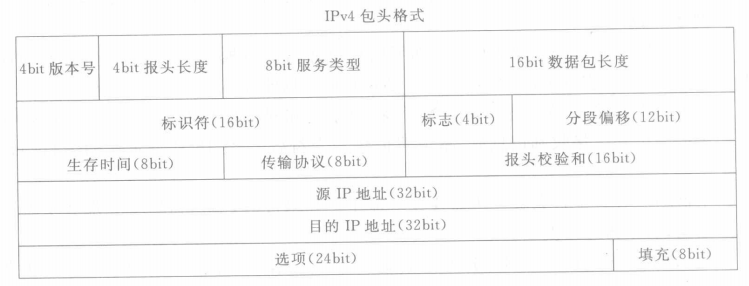 IPv4 包头格式
4bit 版本号 4bit 报头长度 8bit 服务类型 16bit 数据包长度
标识符(16bit) 标志(4bit) 分段偏移(12bit)
生存时间(8bit) 传输协议(8bit) 报头校验和(16bit)
源 IP 地址(32bit)
目的 IP 地址(32bit)
选项(24bit) 填充(8bit)